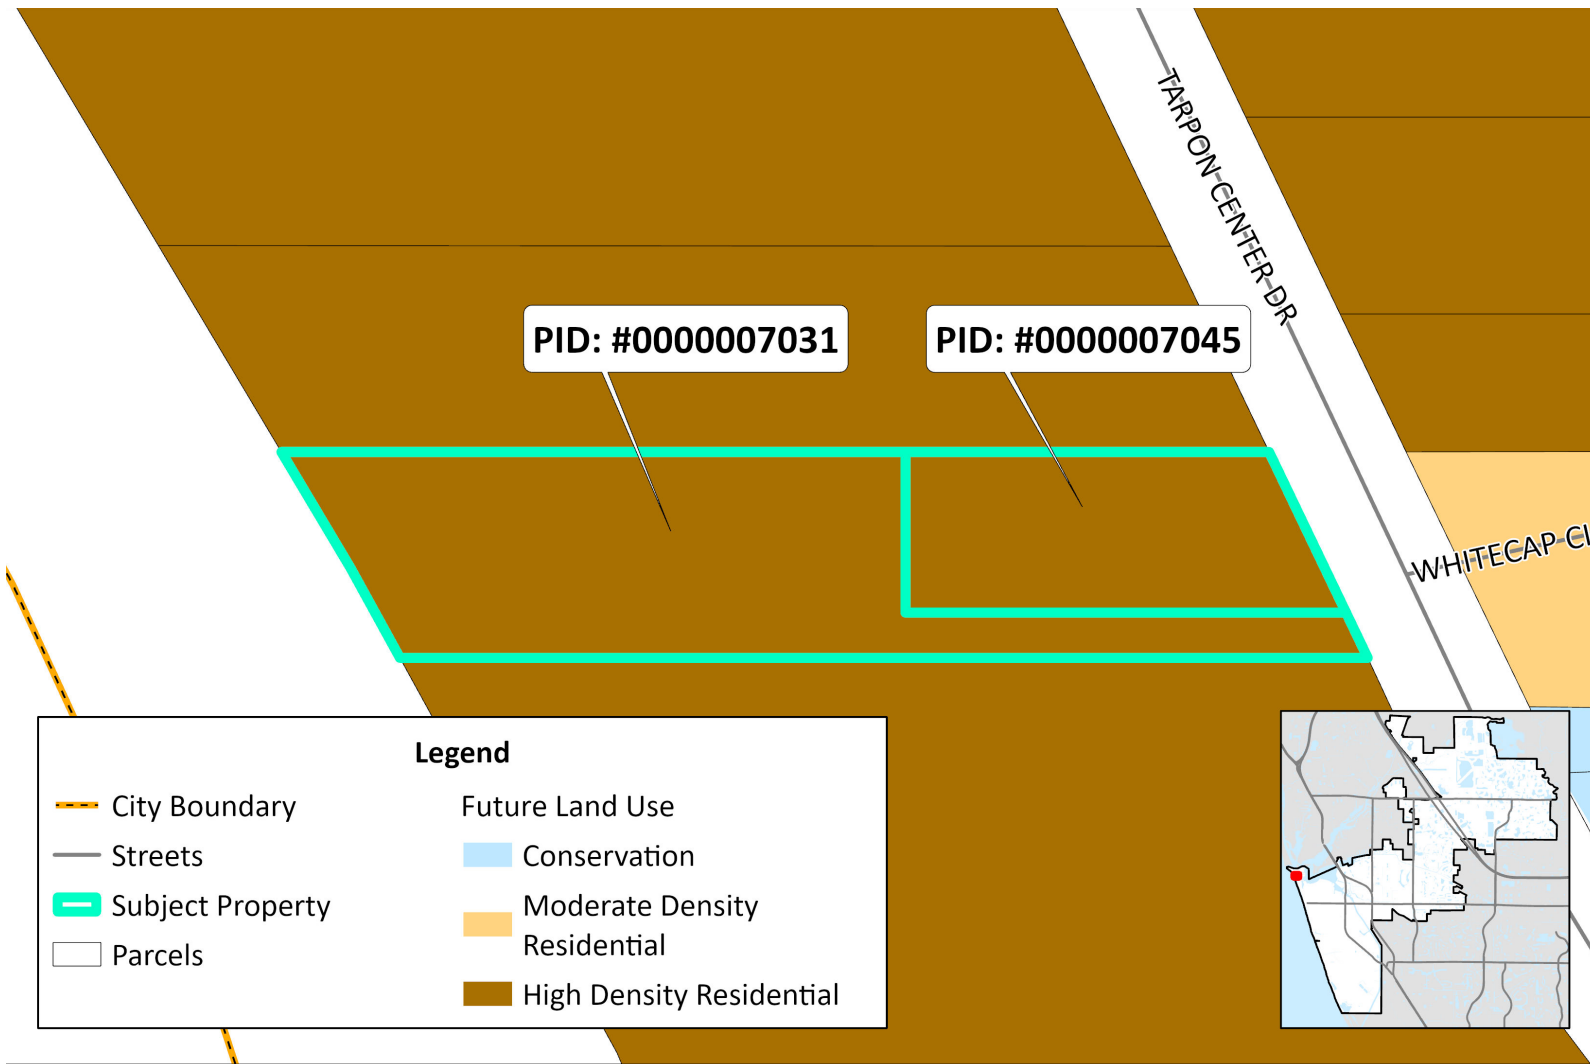 TARPON CENTER DR
PID: #0000007031
PID: #0000007045
WHITECAP CI
Legend
City Boundary
Streets
Subject Property
Parcels
Future Land Use
Conservation
Moderate Density
Residential
High Density Residential